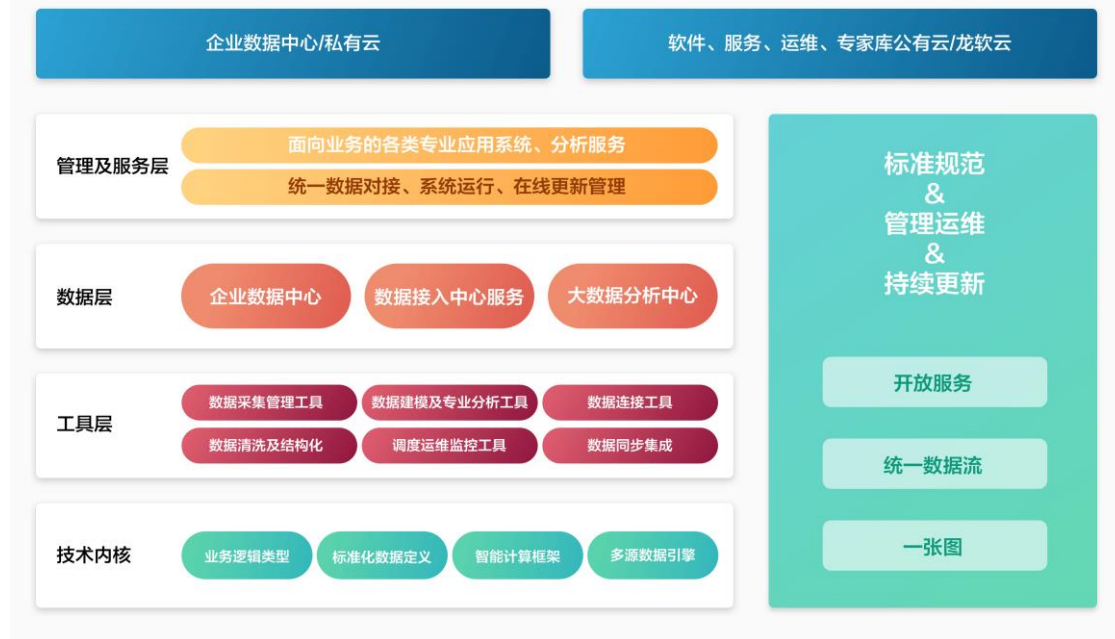 企业数据中心/私有云
软件、服务、运维、专家库公有云/龙软云
管理及服务层
面向业务的各类专业应用系统、分析服务
统一数据对接、系统运行、在线更新管理
数据层
企业数据中心
数据接入中心服务
大数据分析中心
工具层
数据采集管理工具
数据建模及专业分析工具
数据连接工具
数据清洗及结构化
调度运维监控工具
数据同步集成
技术内核
业务逻辑类型
标准化数据定义
智能计算框架
多源数据引擎
标准规范
&
管理运维
&
持续更新
开放服务
统一数据流
一张图